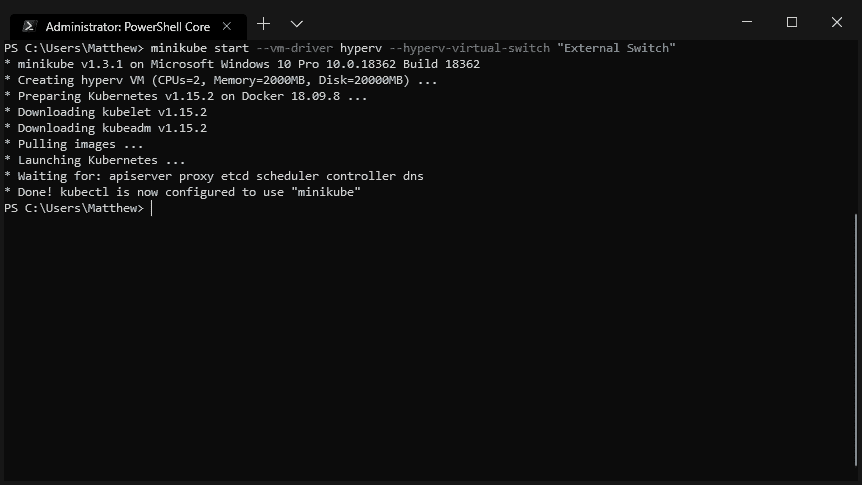 Administrator: PowerShell Core
PS C:\Users\Matthew> minikube start --vm-driver hyperv --hyperv-virtual-switch "External Switch"
* minikube v1.3.1 on Microsoft Windows 10 Pro 10.0.18362 Build 18362
* Creating hyperv VM (CPUs=2, Memory=2000MB, Disk=20000MB) ...
* Preparing Kubernetes v1.15.2 on Docker 18.09.8 ...
* Downloading kubelet v1.15.2
* Downloading kubeadm v1.15.2
* Pulling images ...
* Launching Kubernetes ...
* Waiting for: apiserver proxy etcd scheduler controller dns
* Done! kubectl is now configured to use "minikube"
PS C:\Users\Matthew>